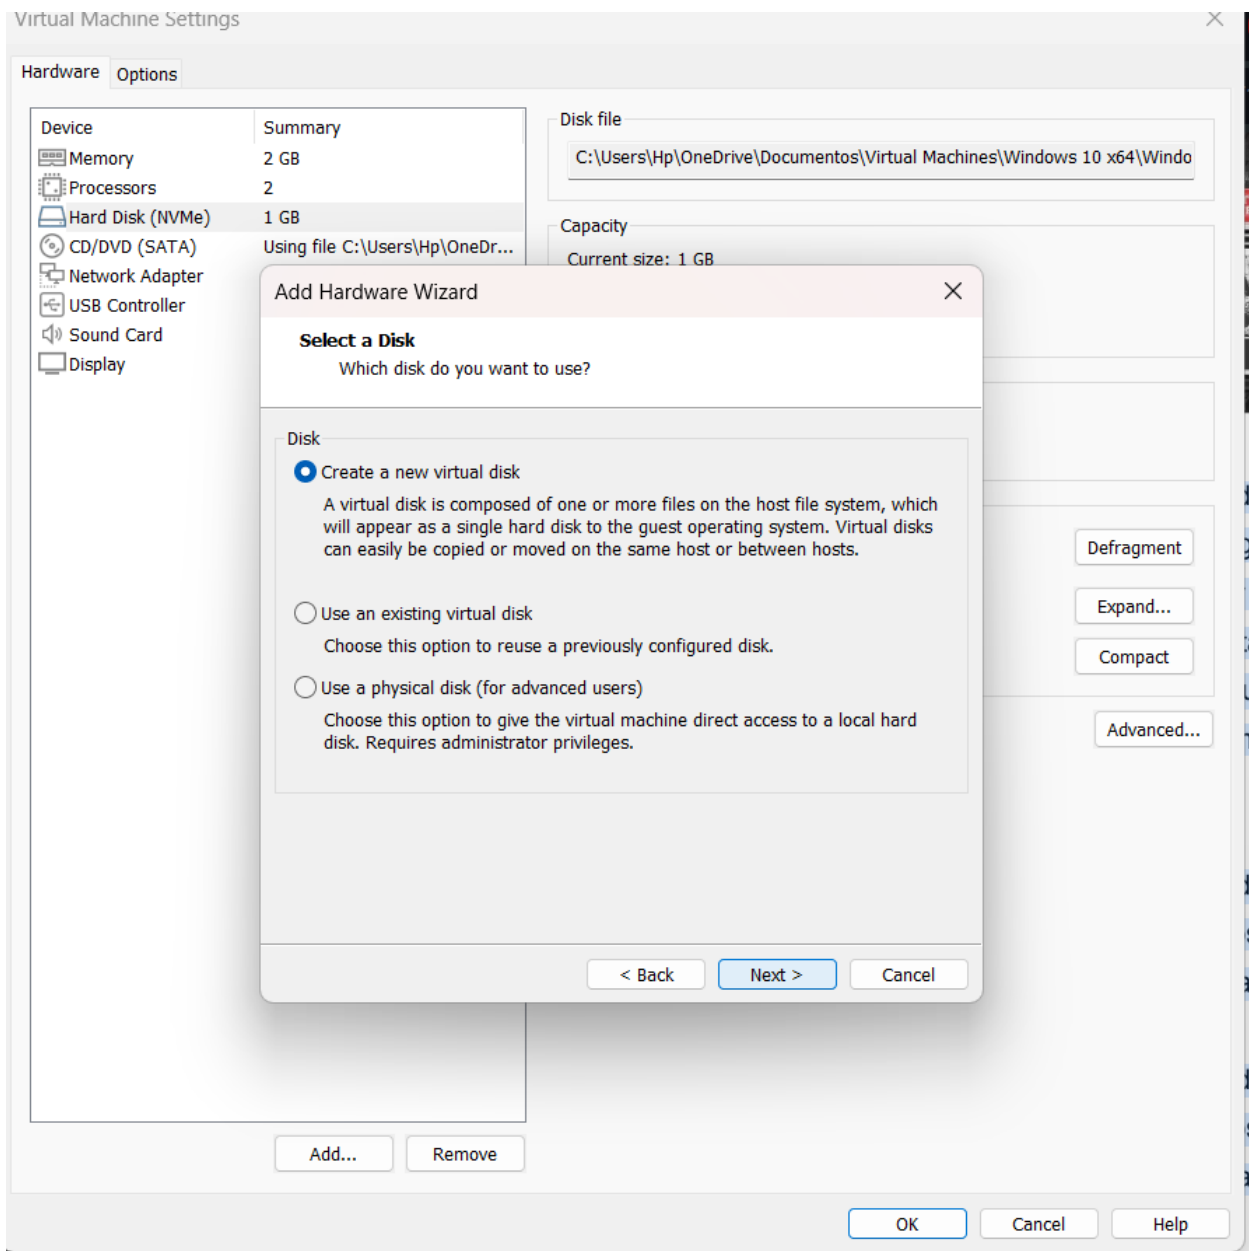 Virtual Machine Settings
Hardware Options
Device Summary
Memory 2 GB
Processors 2
Hard Disk (NVMe) 1 GB
CD/DVD (SATA) Using file C:\Users\Hp\OneDr...
Network Adapter
USB Controller
Sound Card
Display
Disk file
C:\Users\Hp\OneDrive\Documentos\Virtual Machines\Windows 10 x64\Windo
Capacity
Current size: 1 GB
Add Hardware Wizard
Select a Disk
Which disk do you want to use?
Disk
Create a new virtual disk
A virtual disk is composed of one or more files on the host file system, which
will appear as a single hard disk to the guest operating system. Virtual disks
can easily be copied or moved on the same host or between hosts.
Use an existing virtual disk
Choose this option to reuse a previously configured disk.
Use a physical disk (for advanced users)
Choose this option to give the virtual machine direct access to a local hard
disk. Requires administrator privileges.
< Back Next > Cancel
Defragment
Expand...
Compact
Advanced...
Add... Remove
OK Cancel Help